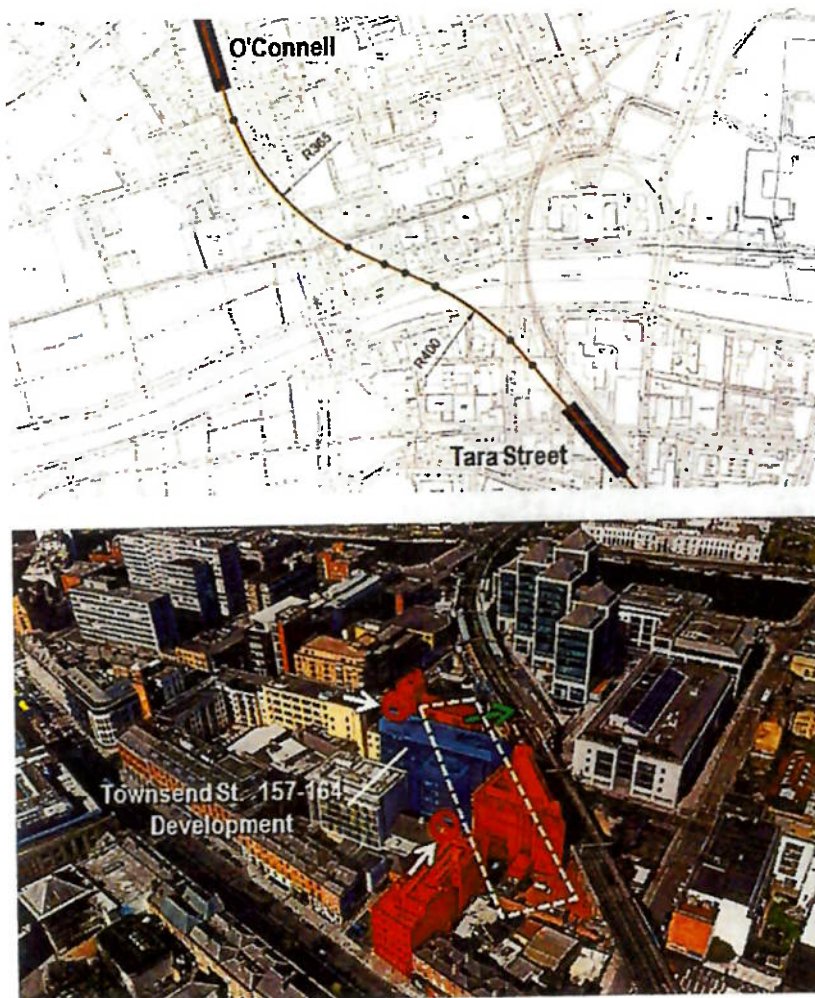 O'Connell
R365
R400
Tara Street
Townsend St. 157-164
Development